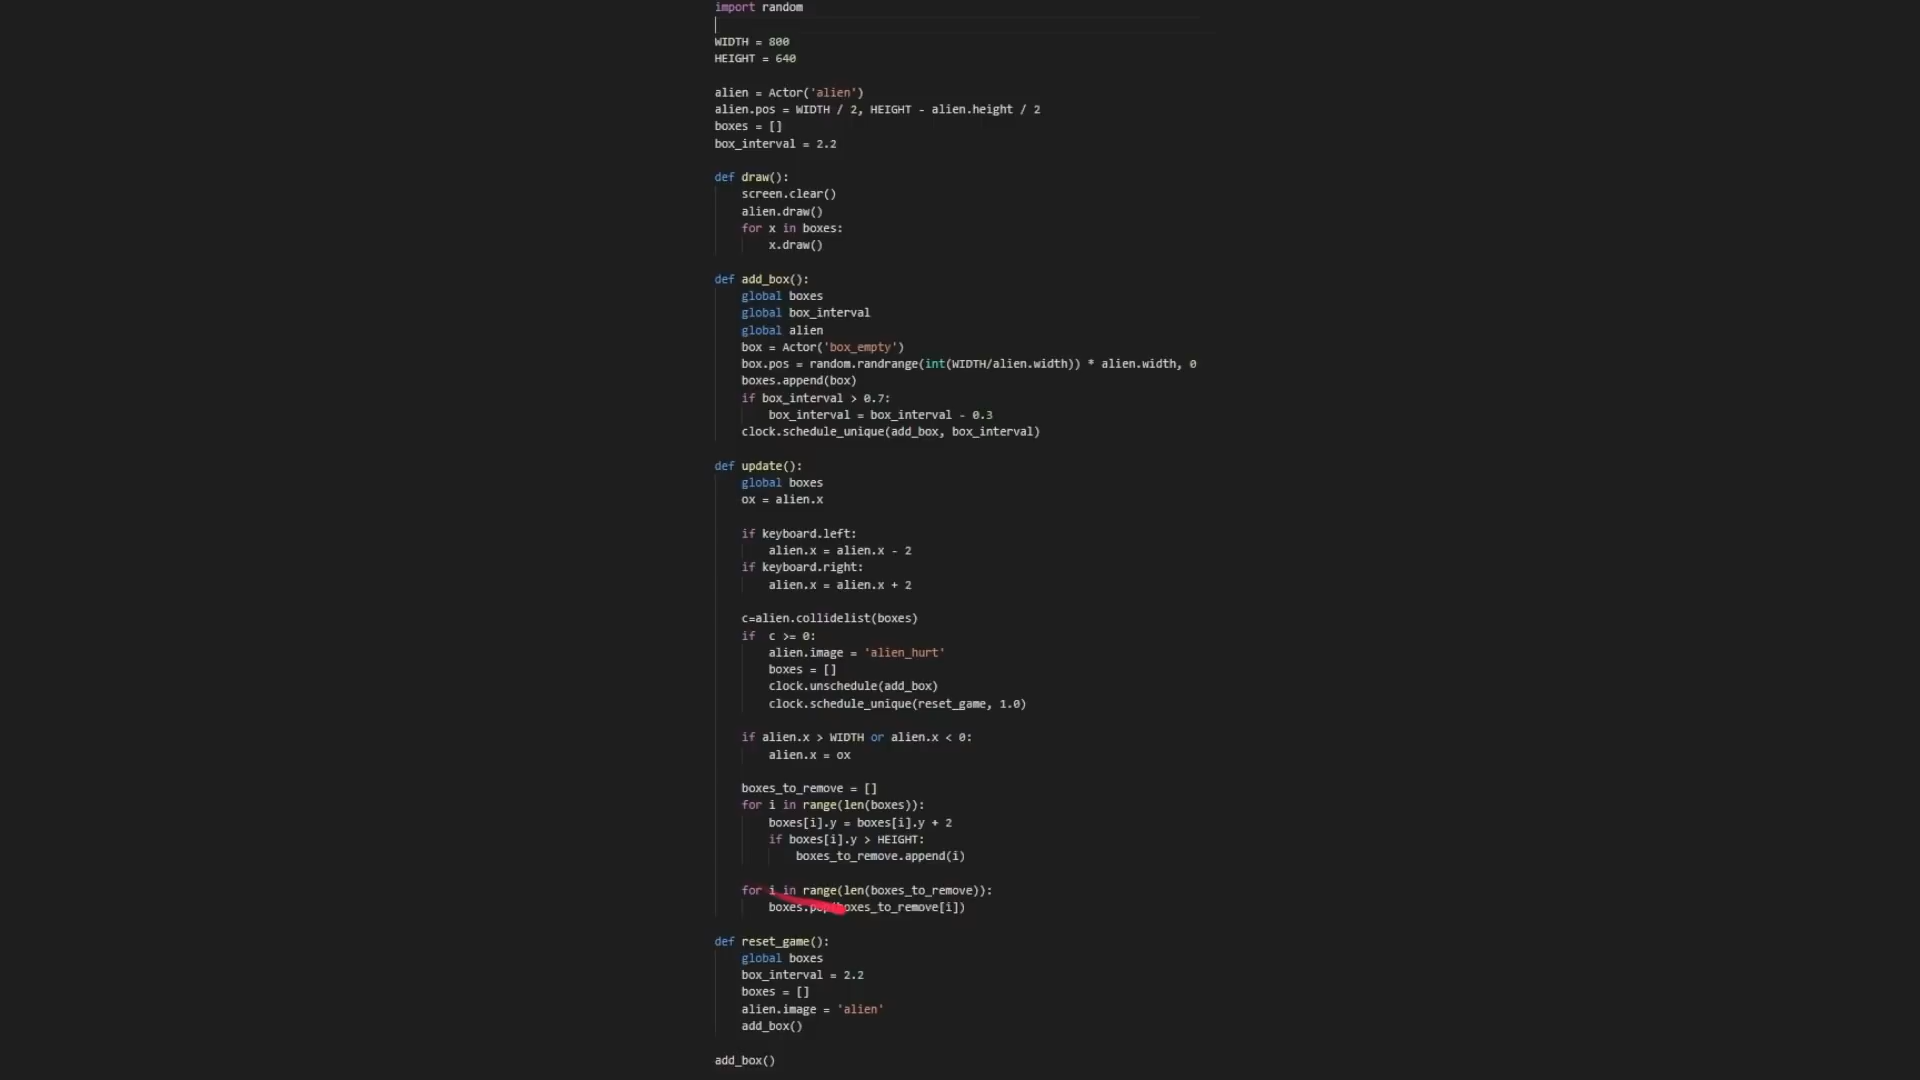 import random
WIDTH = 800
HEIGHT = 640
alien = Actor('alien')
alien.pos = WIDTH / 2, HEIGHT - alien.height / 2
boxes = []
box_interval = 2.2
def draw():
screen.clear()
alien.draw()
for x in boxes:
x.draw()
def add_box():
global boxes
global box_interval
global alien
box = Actor('box_empty')
box.pos = random.randrange(int(WIDTH/alien.width)) * alien.width, 0
boxes.append(box)
if box_interval > 0.7:
box_interval = box_interval - 0.3
clock.schedule_unique(add_box, box_interval)
def update():
global boxes
ox = alien.x
if keyboard.left:
alien.x = alien.x - 2
if keyboard.right:
alien.x = alien.x + 2
c=alien.collidelist(boxes)
if  c >= 0:
alien.image = 'alien_hurt'
boxes = []
clock.unschedule(add_box)
clock.schedule_unique(reset_game, 1.0)
if alien.x > WIDTH or alien.x < 0:
alien.x = ox
boxes_to_remove = []
for i in range(len(boxes)):
boxes[i].y = boxes[i].y + 2
if boxes[i].y > HEIGHT:
boxes_to_remove.append(i)
for i in range(len(boxes_to_remove)):
boxes.pop(boxes_to_remove[i])
def reset_game():
global boxes
box_interval = 2.2
boxes = []
alien.image = 'alien'
add_box()
add_box()